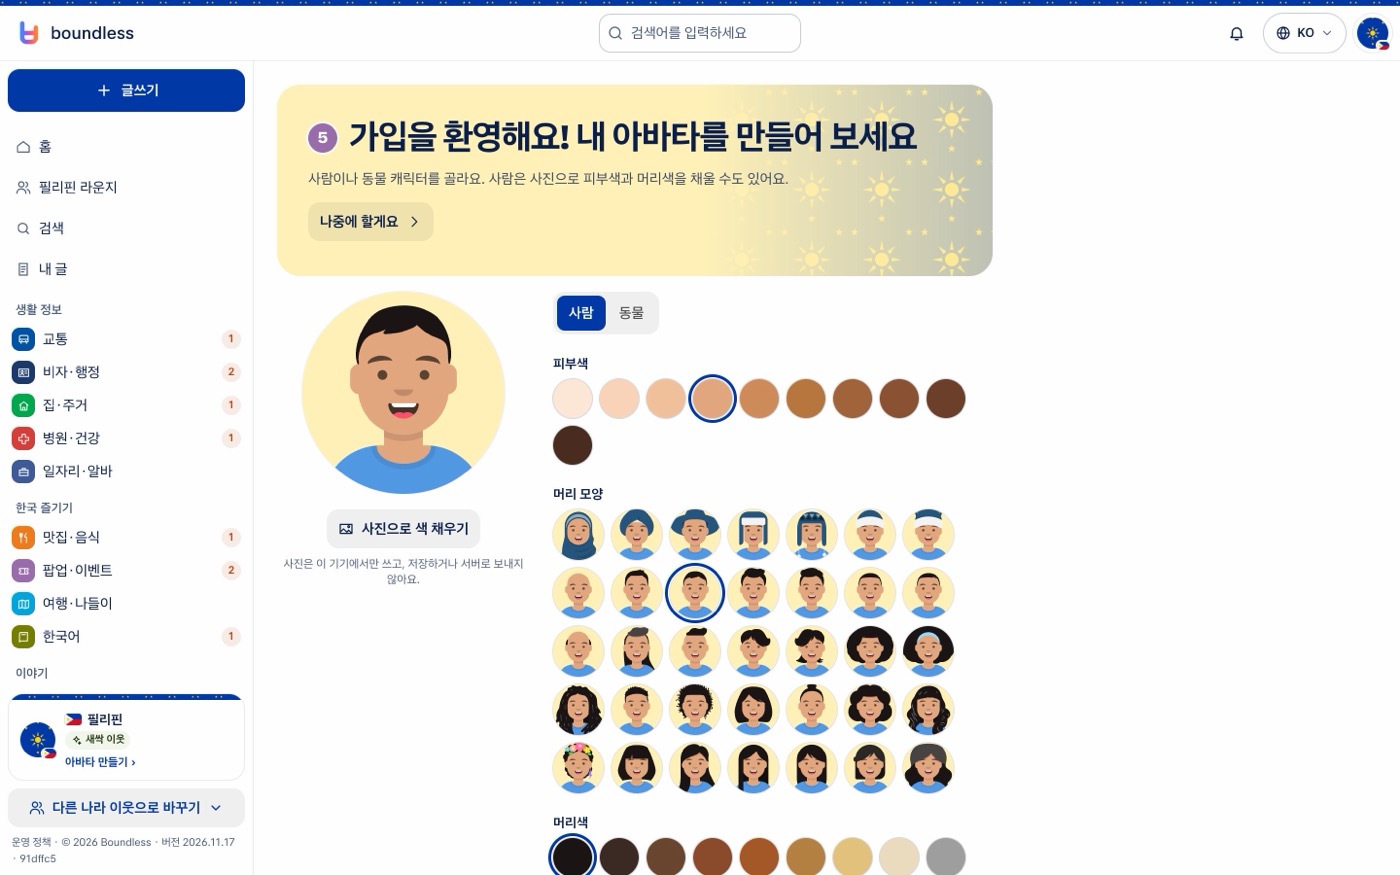 boundless
검색어를 입력하세요
KO
글쓰기
홈
필리핀 라운지
검색
내 글
생활 정보
교통 1
비자·행정 2
집·주거 1
병원·건강 1
일자리·알바
한국 즐기기
맛집·음식 1
팝업·이벤트 2
여행·나들이
한국어 1
이야기
필리핀
새싹 이웃
아바타 만들기 ›
다른 나라 이웃으로 바꾸기
운영 정책 · © 2026 Boundless · 버전 2026.11.17
· 91dffc5
5 가입을 환영해요! 내 아바타를 만들어 보세요
사람이나 동물 캐릭터를 골라요. 사람은 사진으로 피부색과 머리색을 채울 수도 있어요.
나중에 할게요
사진으로 색 채우기
사진은 이 기기에서만 쓰고, 저장하거나 서버로 보내지
않아요.
사람 동물
피부색
머리 모양
머리색